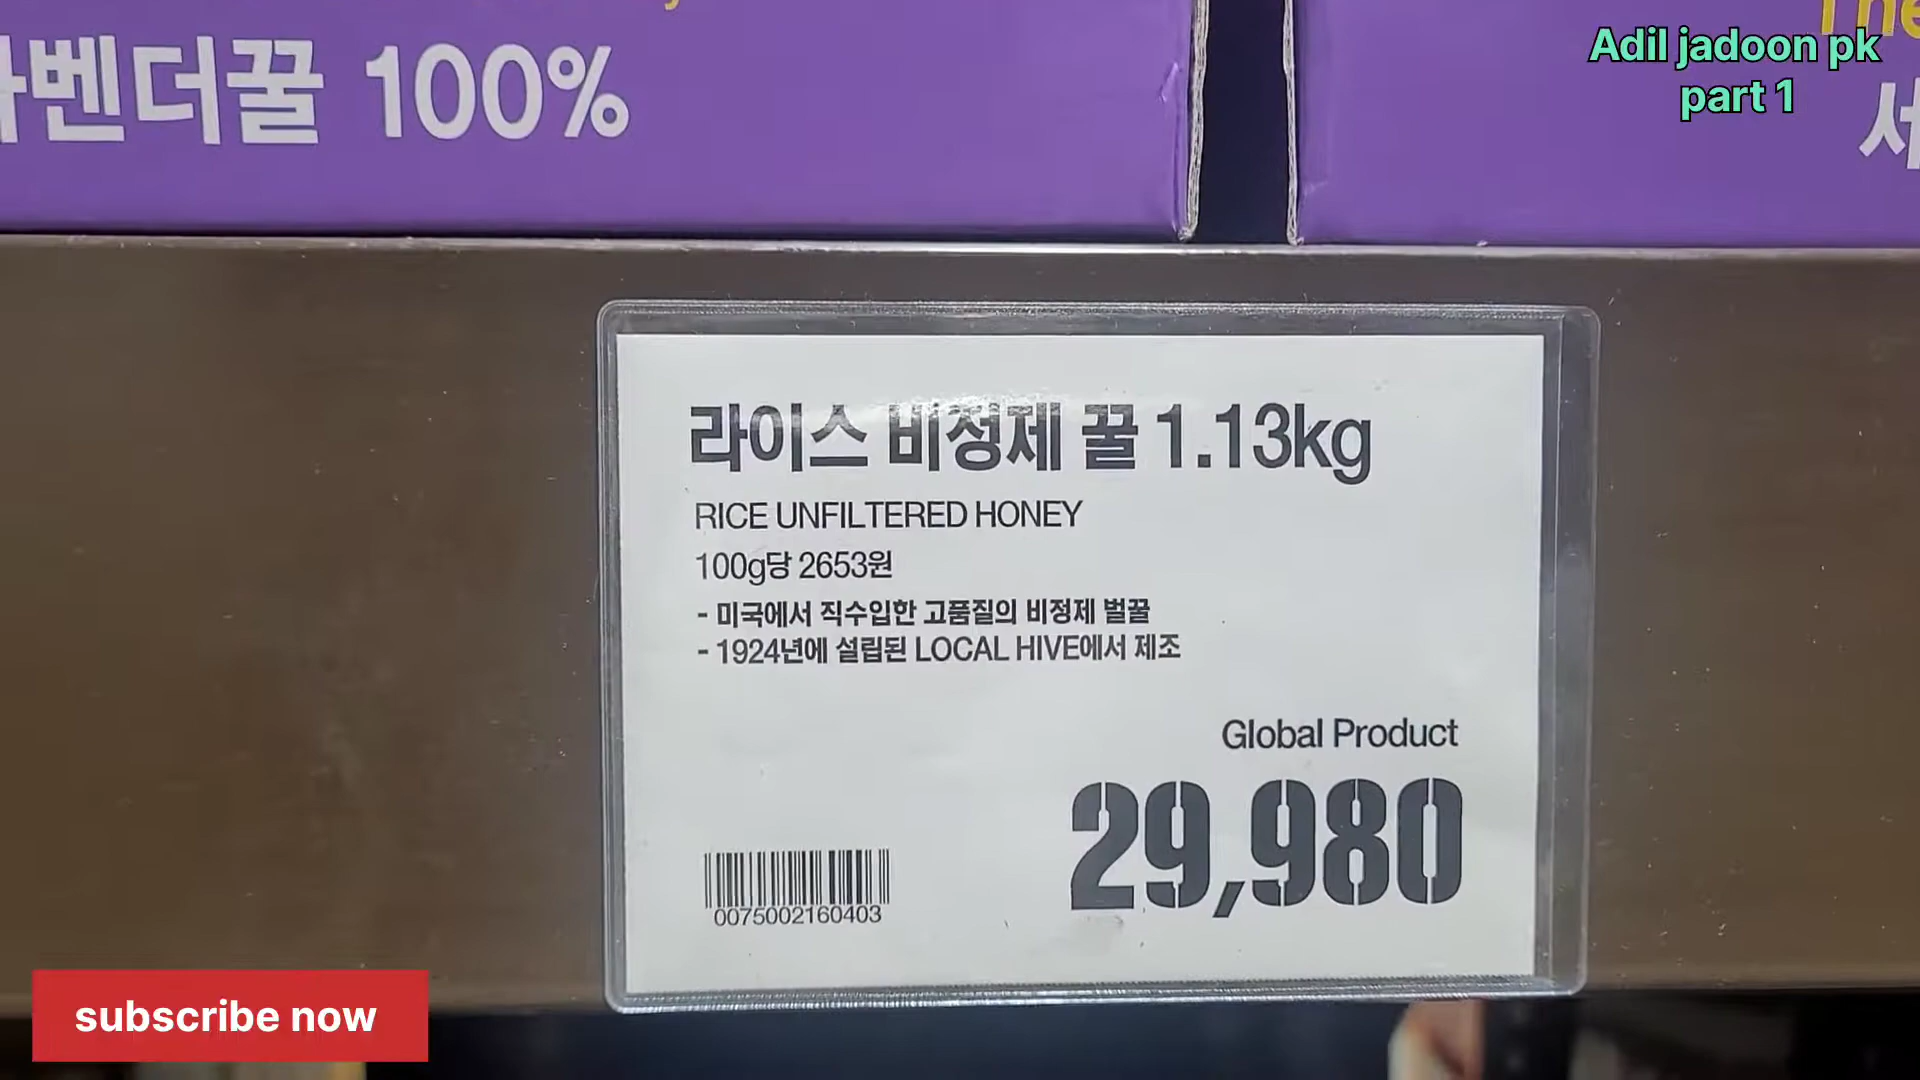 벤더꿀 100%
Adil jadoon pk
part 1
라이스 비정제 꿀 1.13kg
RICE UNFILTERED HONEY
100g당 2653원
- 미국에서 직수입한 고품질의 비정제 벌꿀
- 1924년에 설립된 LOCAL HIVE에서 제조
Global Product
29,980
0075002160403
subscribe now